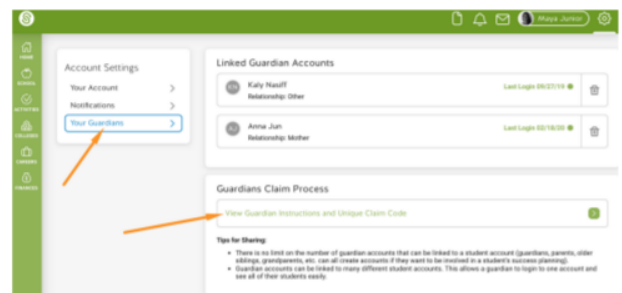 Maya Junior
HOME
SCHOOL
ACTIVITIES
COLLEGES
CAREERS
FINANCES
Account Settings
Your Account
Notifications
Your Guardians
Linked Guardian Accounts
KN
Katy Nasiff
Relationship: Other
Last Login 09/27/19
AJ
Anna Jun
Relationship: Mother
Last Login 02/18/20
Guardians Claim Process
View Guardian Instructions and Unique Claim Code
Tips for Sharing:
There is no limit on the number of guardian accounts that can be linked to a student account (guardians, parents, older
siblings, grandparents, etc. can all create accounts if they want to be involved in a student's success planning).
Guardian accounts can be linked to many different student accounts. This allows a guardian to login to one account and
see all of their students easily.